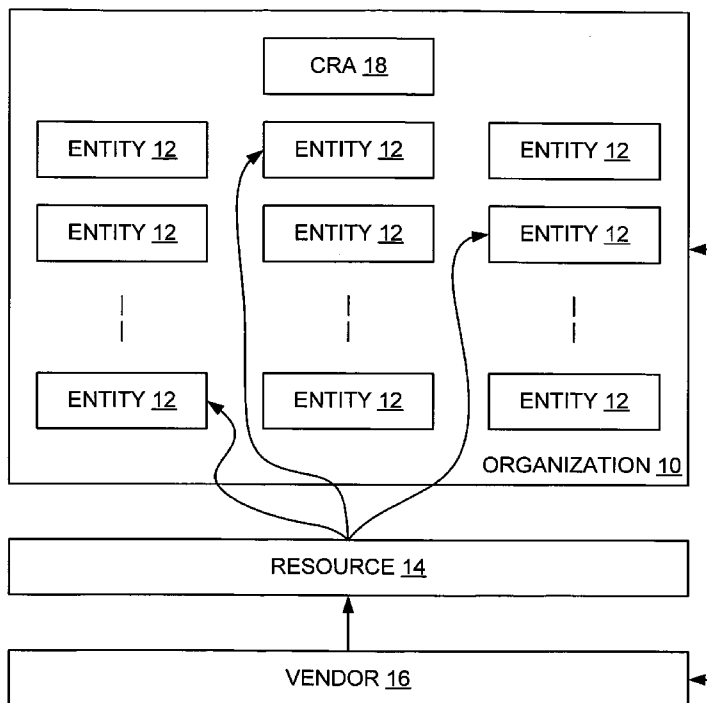 CRA 18
ENTITY 12 ENTITY 12 ENTITY 12
ENTITY 12 ENTITY 12 ENTITY 12
ENTITY 12 ENTITY 12 ENTITY 12
ORGANIZATION 10
RESOURCE 14
VENDOR 16